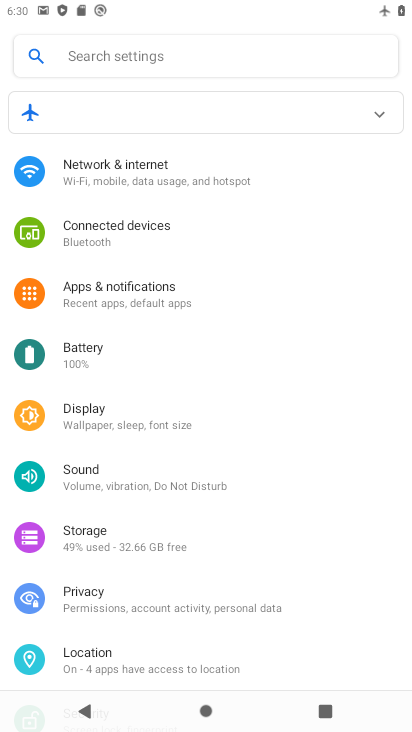 6:30
Search settings
Network & internet
Wi-Fi, mobile, data usage, and hotspot
Connected devices
Bluetooth
Apps & notifications
Recent apps, default apps
Battery
100%
Display
Wallpaper, sleep, font size
Sound
Volume, vibration, Do Not Disturb
Storage
49% used - 32.66 GB free
Privacy
Permissions, account activity, personal data
Location
On - 4 apps have access to location
Security